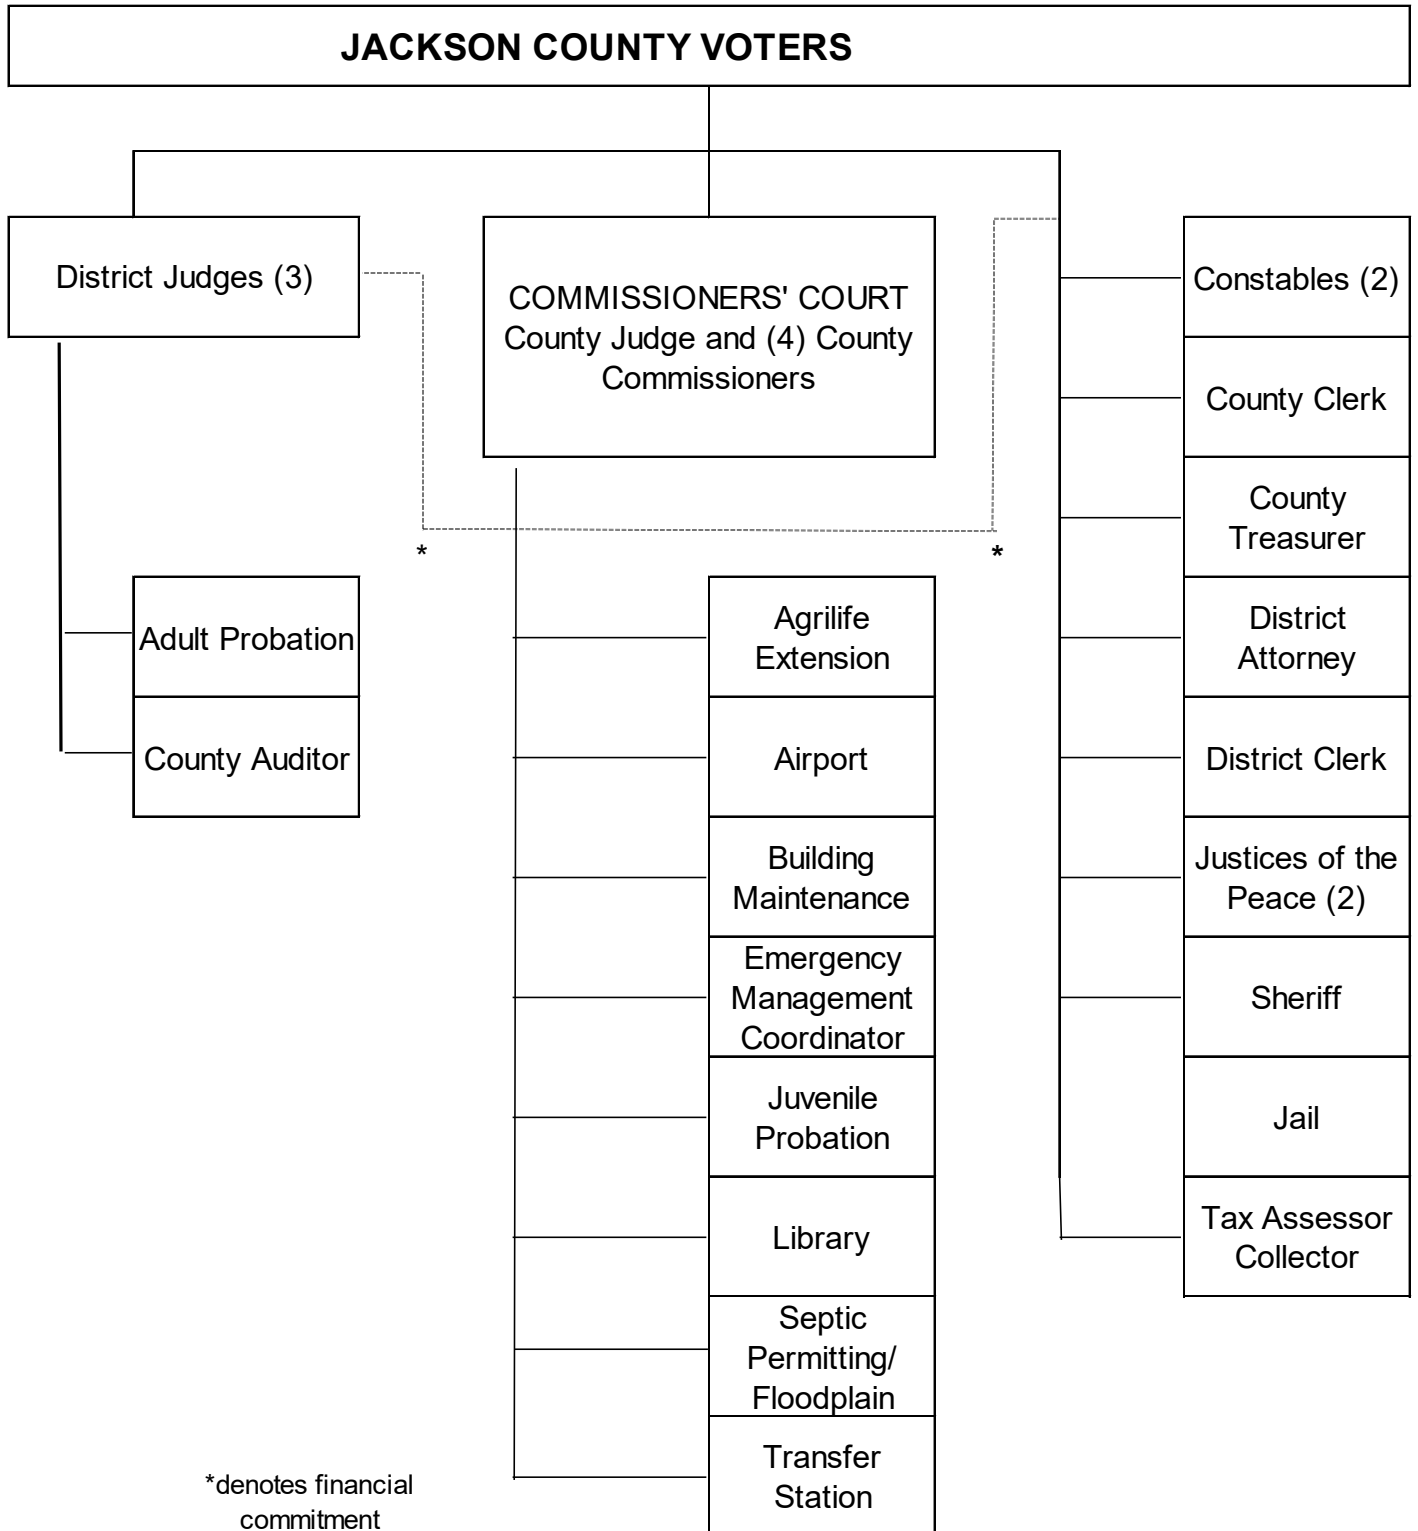 JACKSON COUNTY VOTERS
District Judges (3)
COMMISSIONERS' COURT
County Judge and (4) County
Commissioners
Constables (2)
County Clerk
County
Treasurer
*
*
Adult Probation
County Auditor
Agrilife
Extension
Airport
Building
Maintenance
Emergency
Management
Coordinator
Juvenile
Probation
Library
Septic
Permitting/
Floodplain
Transfer
Station
District
Attorney
District Clerk
Justices of the
Peace (2)
Sheriff
Jail
Tax Assessor
Collector
*denotes financial
commitment